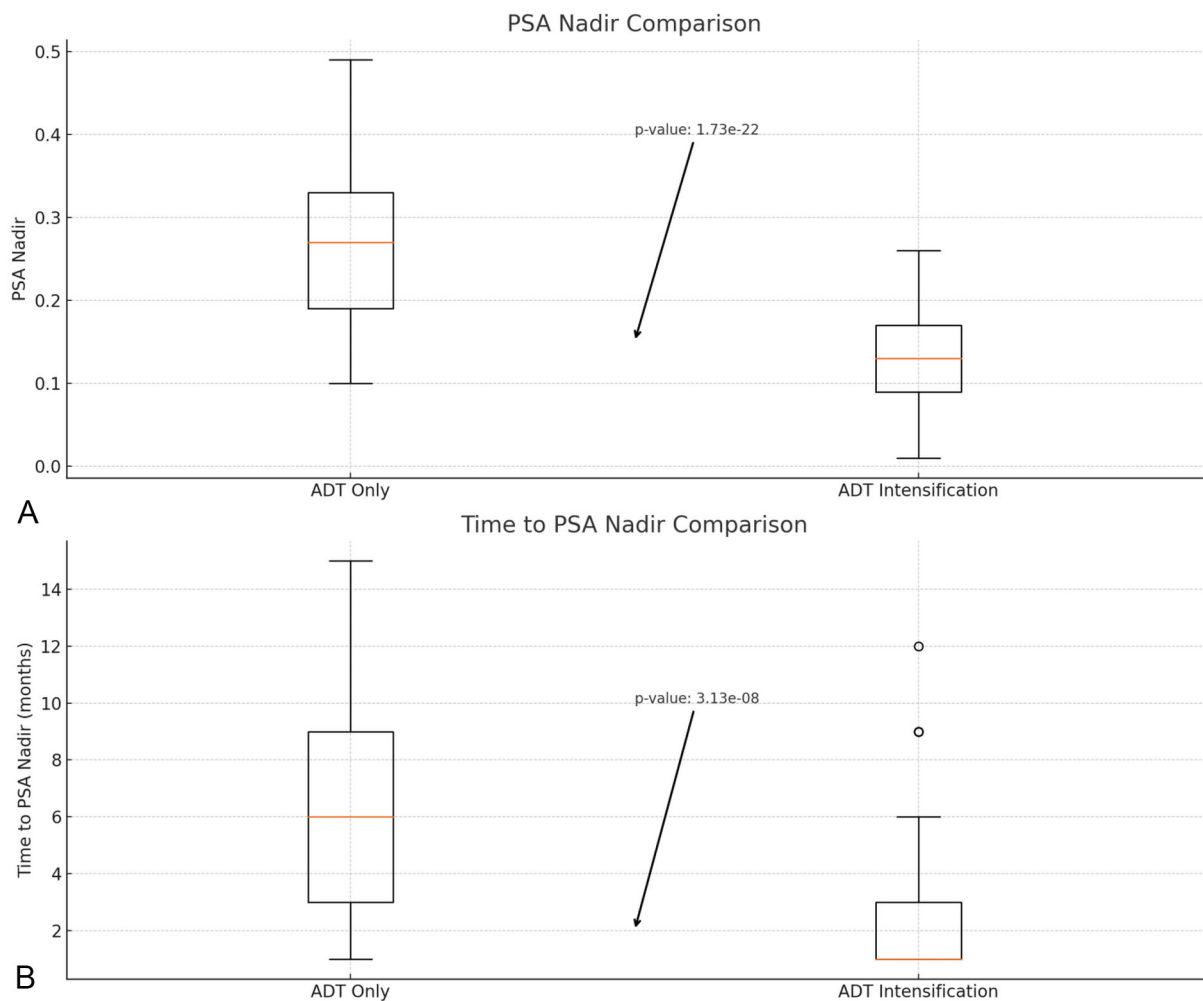 PSA Nadir Comparison
0.5
0.4
0.3
0.2
0.1
0.0
PSA Nadir
p-value: 1.73e-22
ADT Only
ADT Intensification
A
Time to PSA Nadir Comparison
14
12
10
8
6
4
2
Time to PSA Nadir (months)
p-value: 3.13e-08
ADT Only
ADT Intensification
B